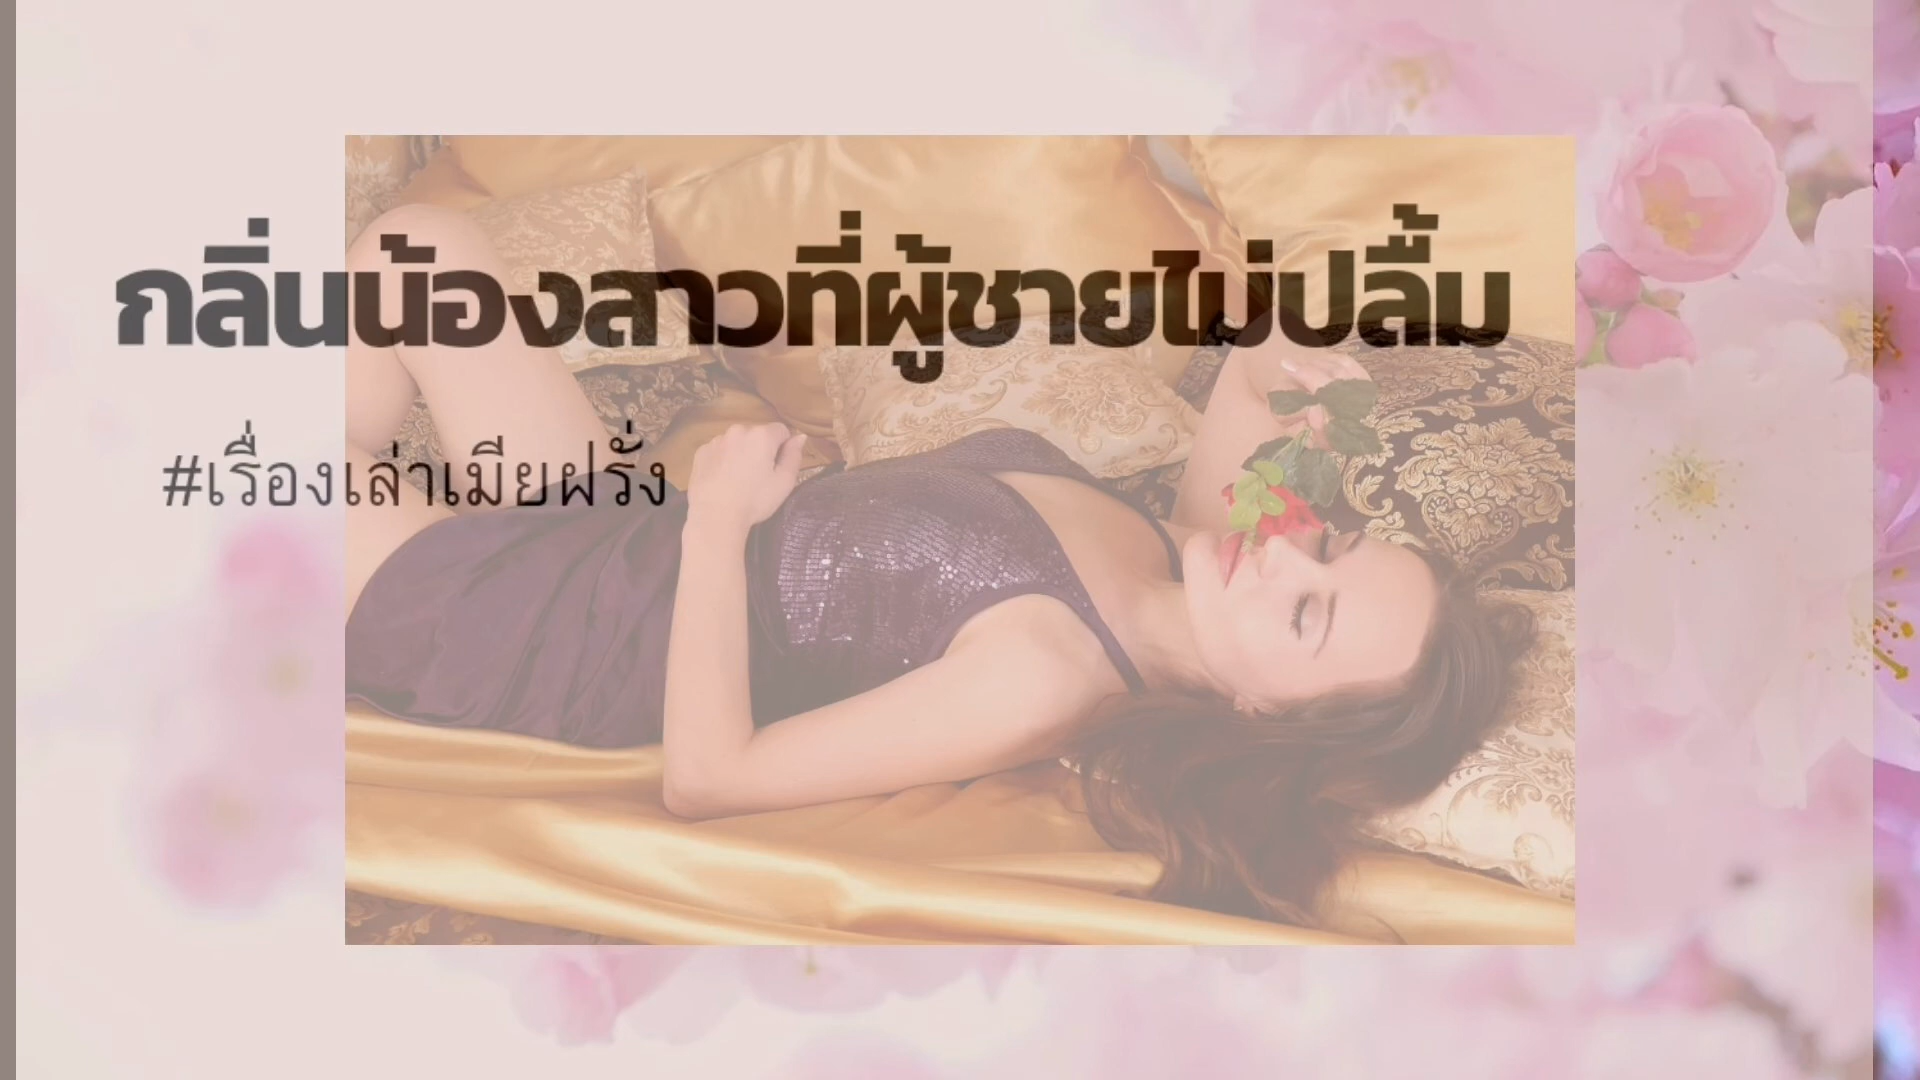 กลิ่นน้องสาวที่ผู้ชายไม่ปลื้ม
#เรื่องเล่าเมียฝรั่ง